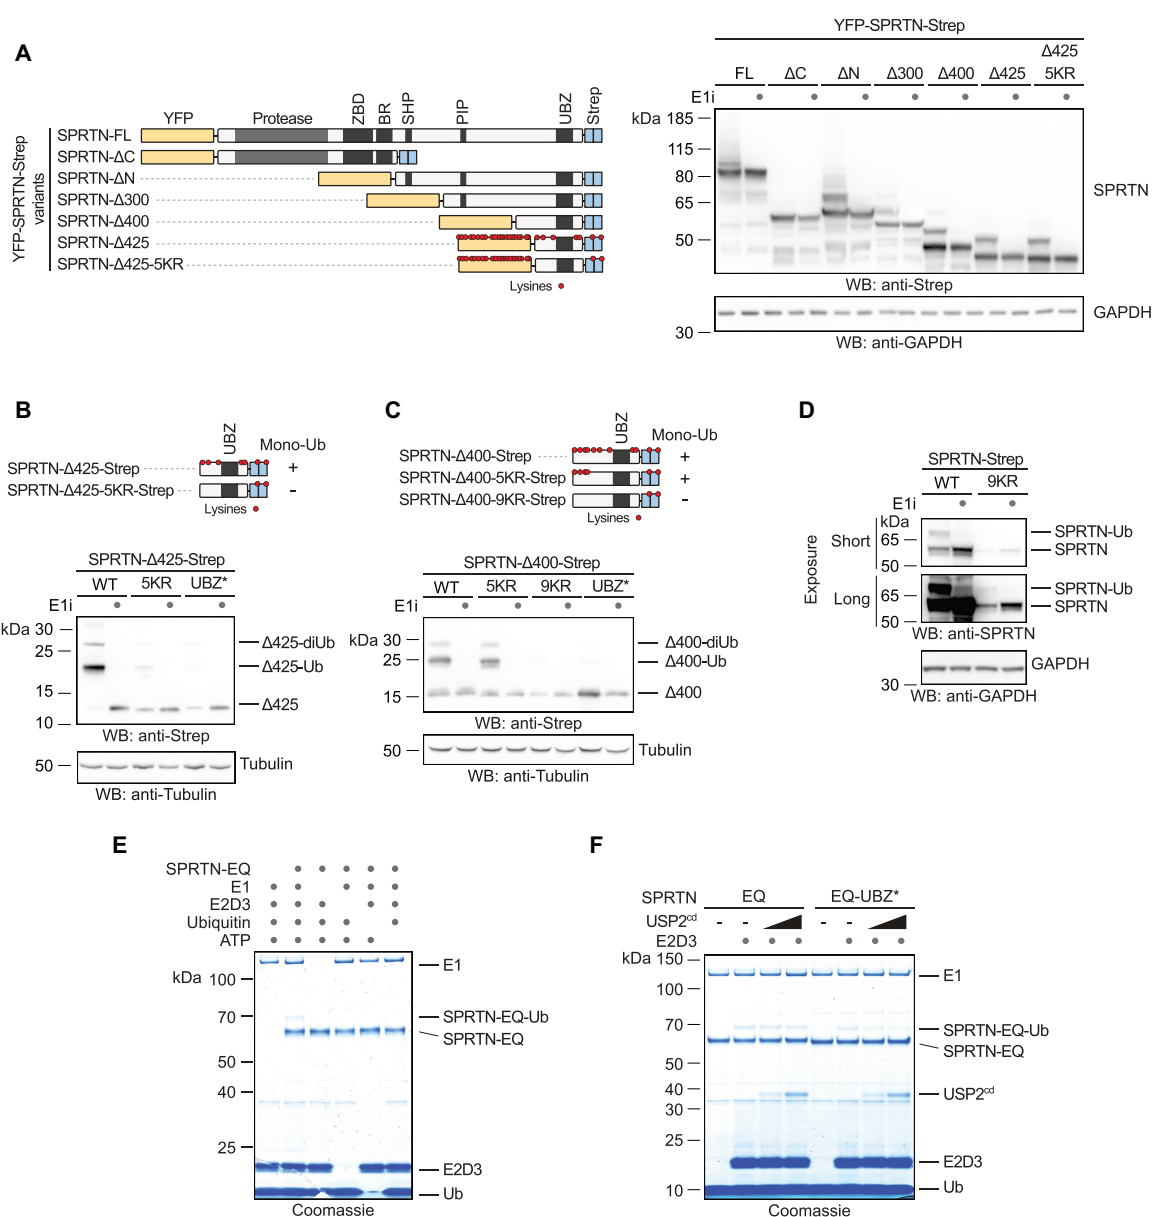 A
YFP-SPRTN-Strep
variants
YFP
Protease
ZBD
BR
SHP
PIP
UBZ
Strep
SPRTN-FL
SPRTN-ΔC
SPRTN-ΔN
SPRTN-Δ300
SPRTN-Δ400
SPRTN-Δ425
SPRTN-Δ425-5KR
Lysines
YFP-SPRTN-Strep
Δ425
FL ΔC ΔN Δ300 Δ400 Δ425 5KR
E1i
kDa 185
115
80
65
50
SPRTN
WB: anti-Strep
GAPDH
30
WB: anti-GAPDH
B
UBZ
Mono-Ub
SPRTN-Δ425-Strep +
SPRTN-Δ425-5KR-Strep -
Lysines
SPRTN-Δ425-Strep
WT 5KR UBZ*
E1i
kDa 30
25
15
10
Δ425-diUb
Δ425-Ub
Δ425
WB: anti-Strep
50
Tubulin
WB: anti-Tubulin
C
UBZ
Mono-Ub
SPRTN-Δ400-Strep +
SPRTN-Δ400-5KR-Strep +
SPRTN-Δ400-9KR-Strep -
Lysines
SPRTN-Δ400-Strep
WT 5KR 9KR UBZ*
E1i
kDa 30
25
15
Δ400-diUb
Δ400-Ub
Δ400
WB: anti-Strep
50
Tubulin
WB: anti-Tubulin
D
SPRTN-Strep
WT 9KR
E1i
kDa
Exposure
Short
65
50
SPRTN-Ub
SPRTN
Long
65
50
SPRTN-Ub
SPRTN
WB: anti-SPRTN
GAPDH
30
WB: anti-GAPDH
E
SPRTN-EQ
E1
E2D3
Ubiquitin
ATP
kDa
100
70
50
40
25
E1
SPRTN-EQ-Ub
SPRTN-EQ
E2D3
Ub
Coomassie
F
SPRTN EQ EQ-UBZ*
USP2cd - - - -
E2D3
kDa 150
100
70
50
40
30
25
10
E1
SPRTN-EQ-Ub
SPRTN-EQ
USP2cd
E2D3
Ub
Coomassie